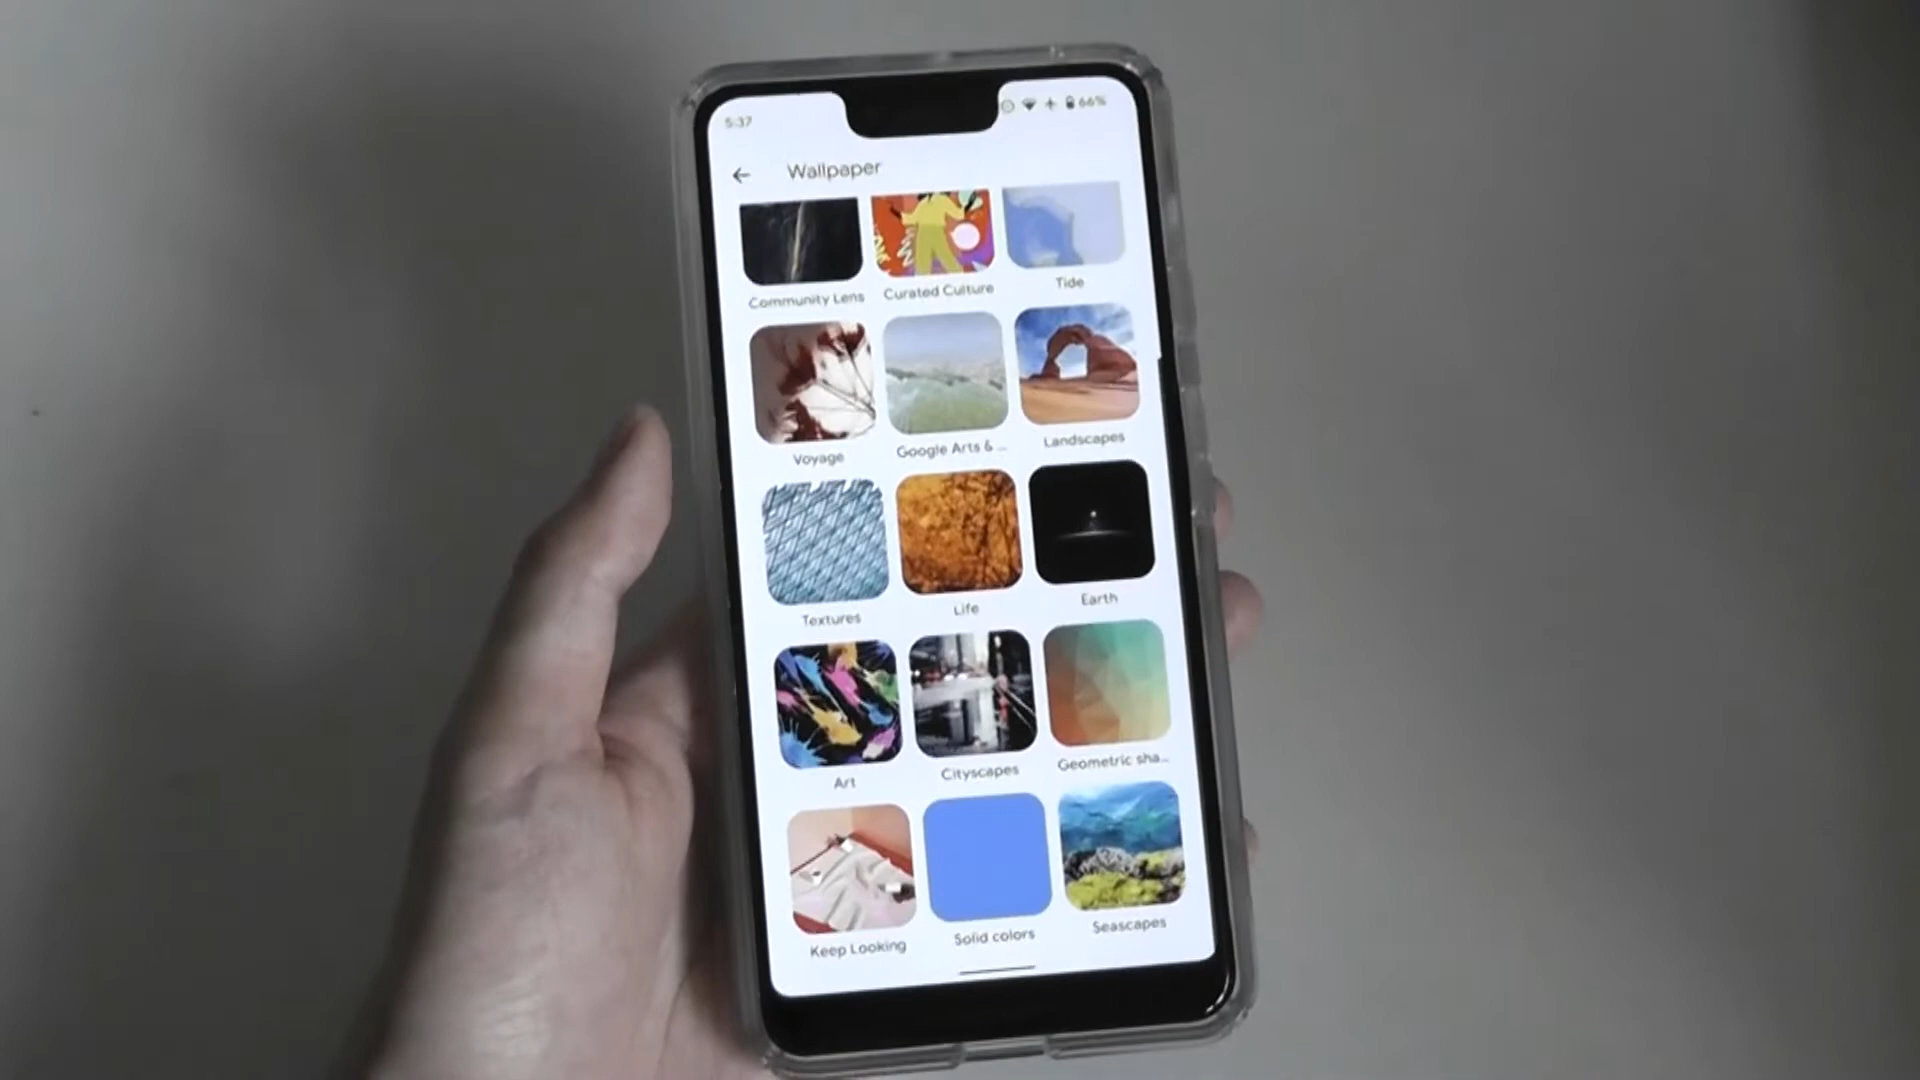 5:37
66%
Wallpaper
Community Lens
Curated Culture
Tide
Voyage
Google Arts & ...
Landscapes
Textures
Life
Earth
Art
Cityscapes
Geometric sha...
Keep Looking
Solid colors
Seascapes